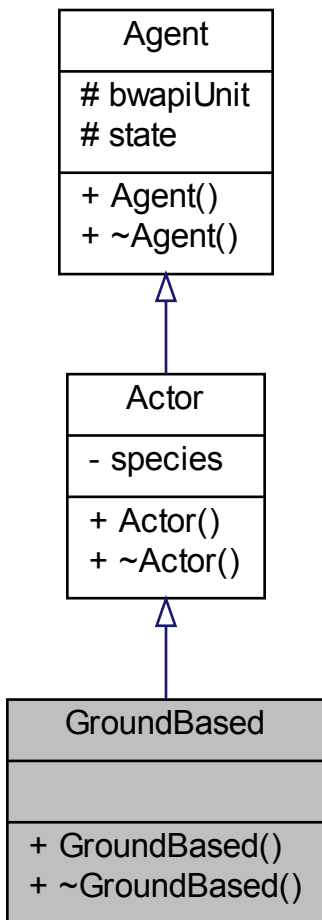 Agent
# bwapiUnit
# state
+ Agent()
+ ~Agent()
Actor
- species
+ Actor()
+ ~Actor()
GroundBased
+ GroundBased()
+ ~GroundBased()